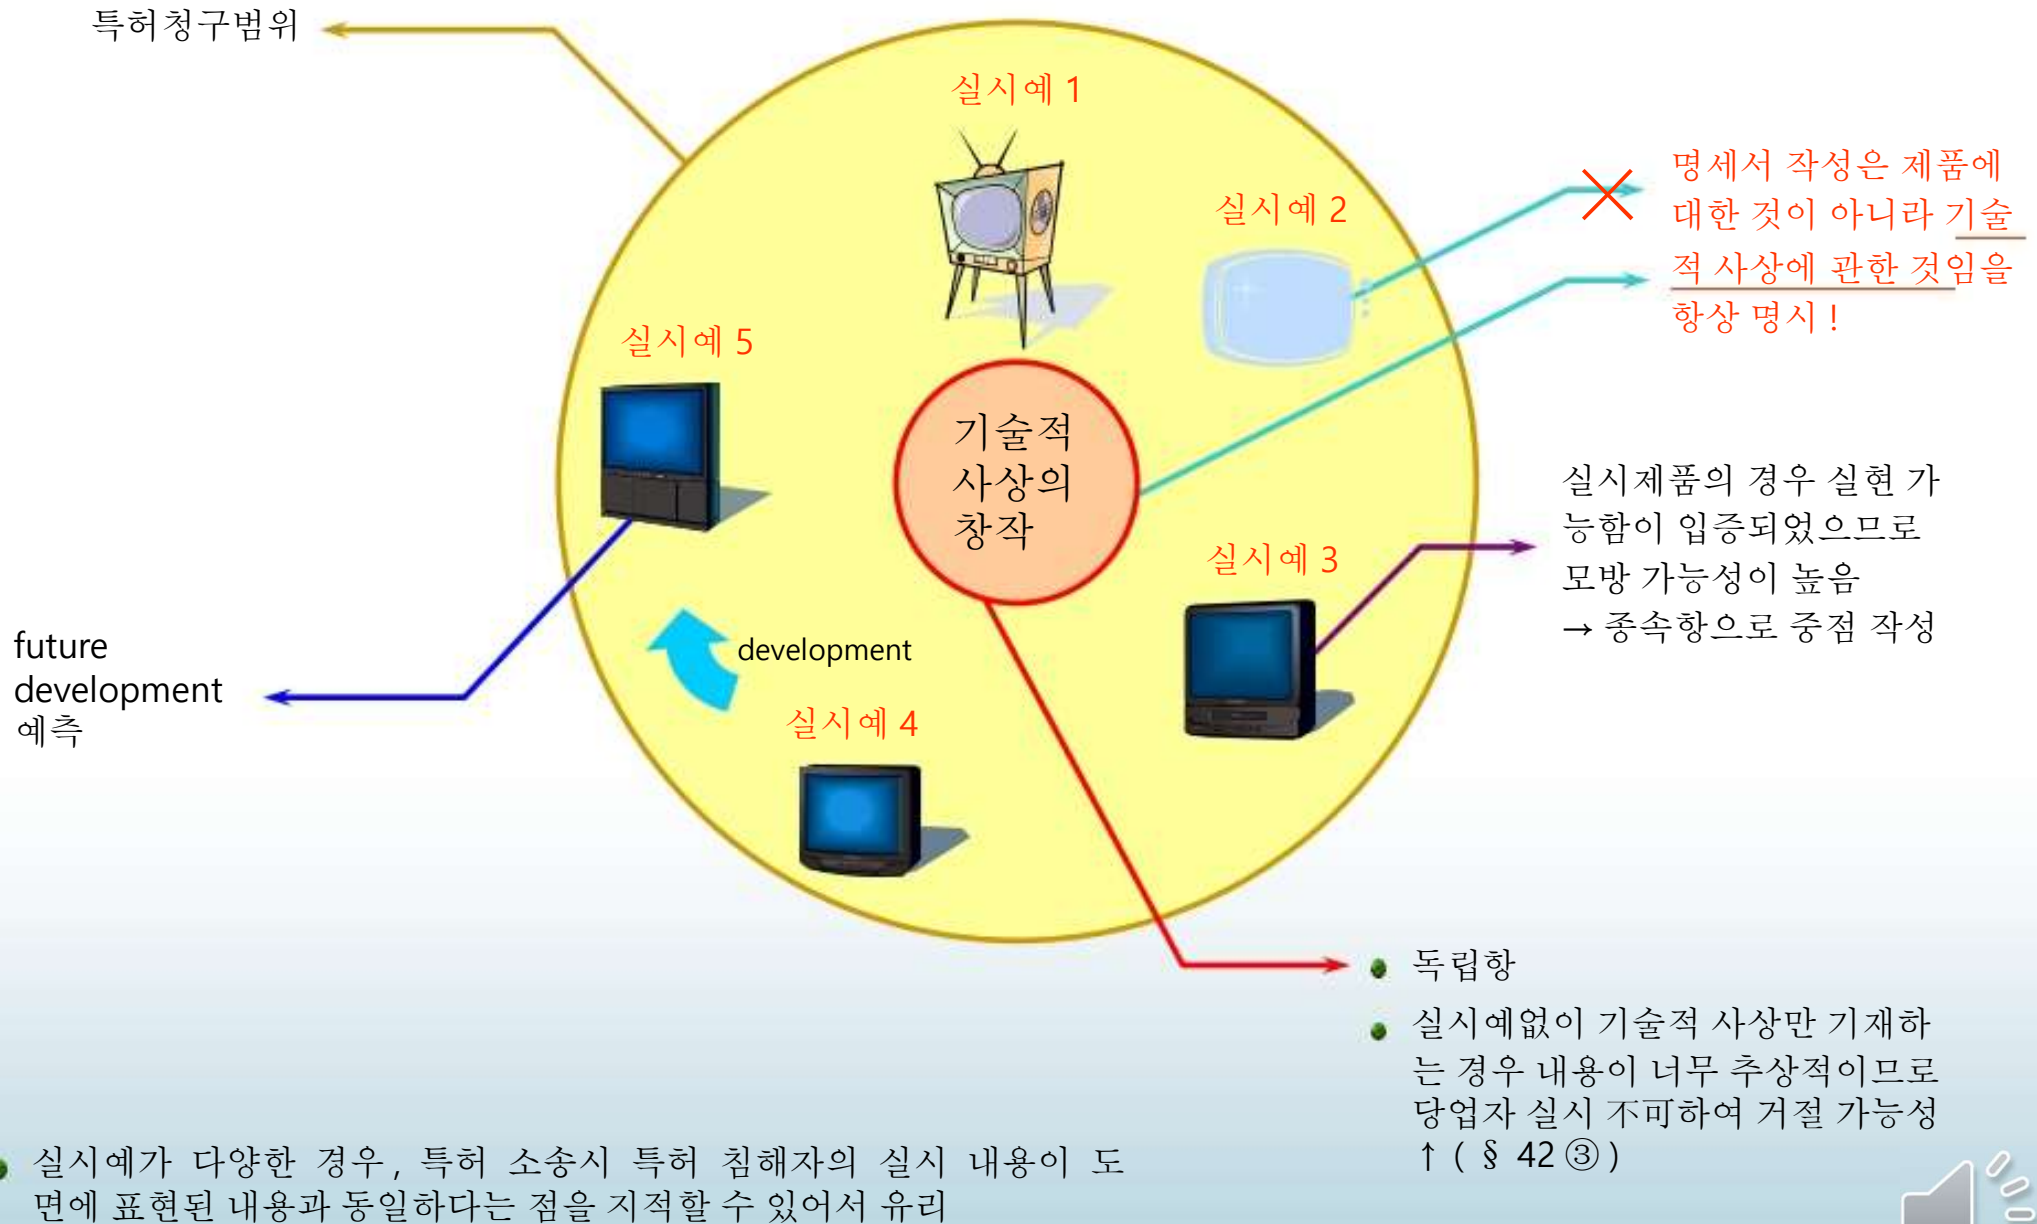 특허청구범위
실시예 1
실시예 2
명세서 작성은 제품에
대한 것이 아니라 기술
적 사상에 관한 것임을
항상 명시 !
실시예 5
기술적
사상의
창작
실시제품의 경우 실현 가
능함이 입증되었으므로
모방 가능성이 높음
→ 종속항으로 중점 작성
실시예 3
future
development
예측
development
실시예 4
독립항
실시예없이 기술적 사상만 기재하
는 경우 내용이 너무 추상적이므로
당업자 실시 不可하여 거절 가능성
↑ ( § 42 ③ )
실시예가 다양한 경우, 특허 소송시 특허 침해자의 실시 내용이 도
면에 표현된 내용과 동일하다는 점을 지적할 수 있어서 유리